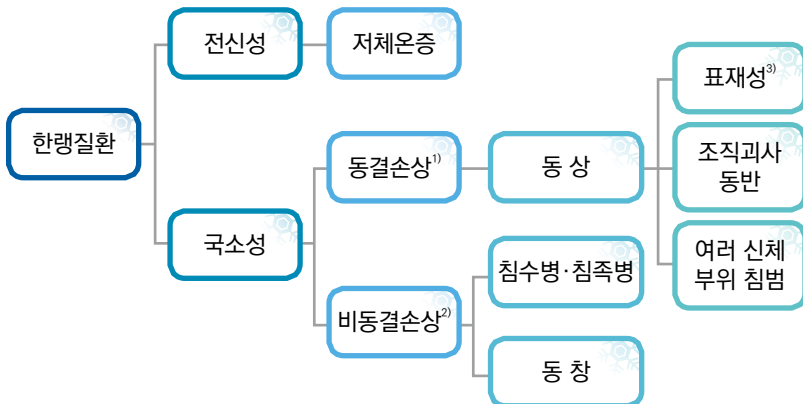 한랭질환
전신성
저체온증
국소성
동결손상1)
동 상
표재성3)
조직괴사
동반
여러 신체
부위 침범
비동결손상2)
침수병·침족병
동 창